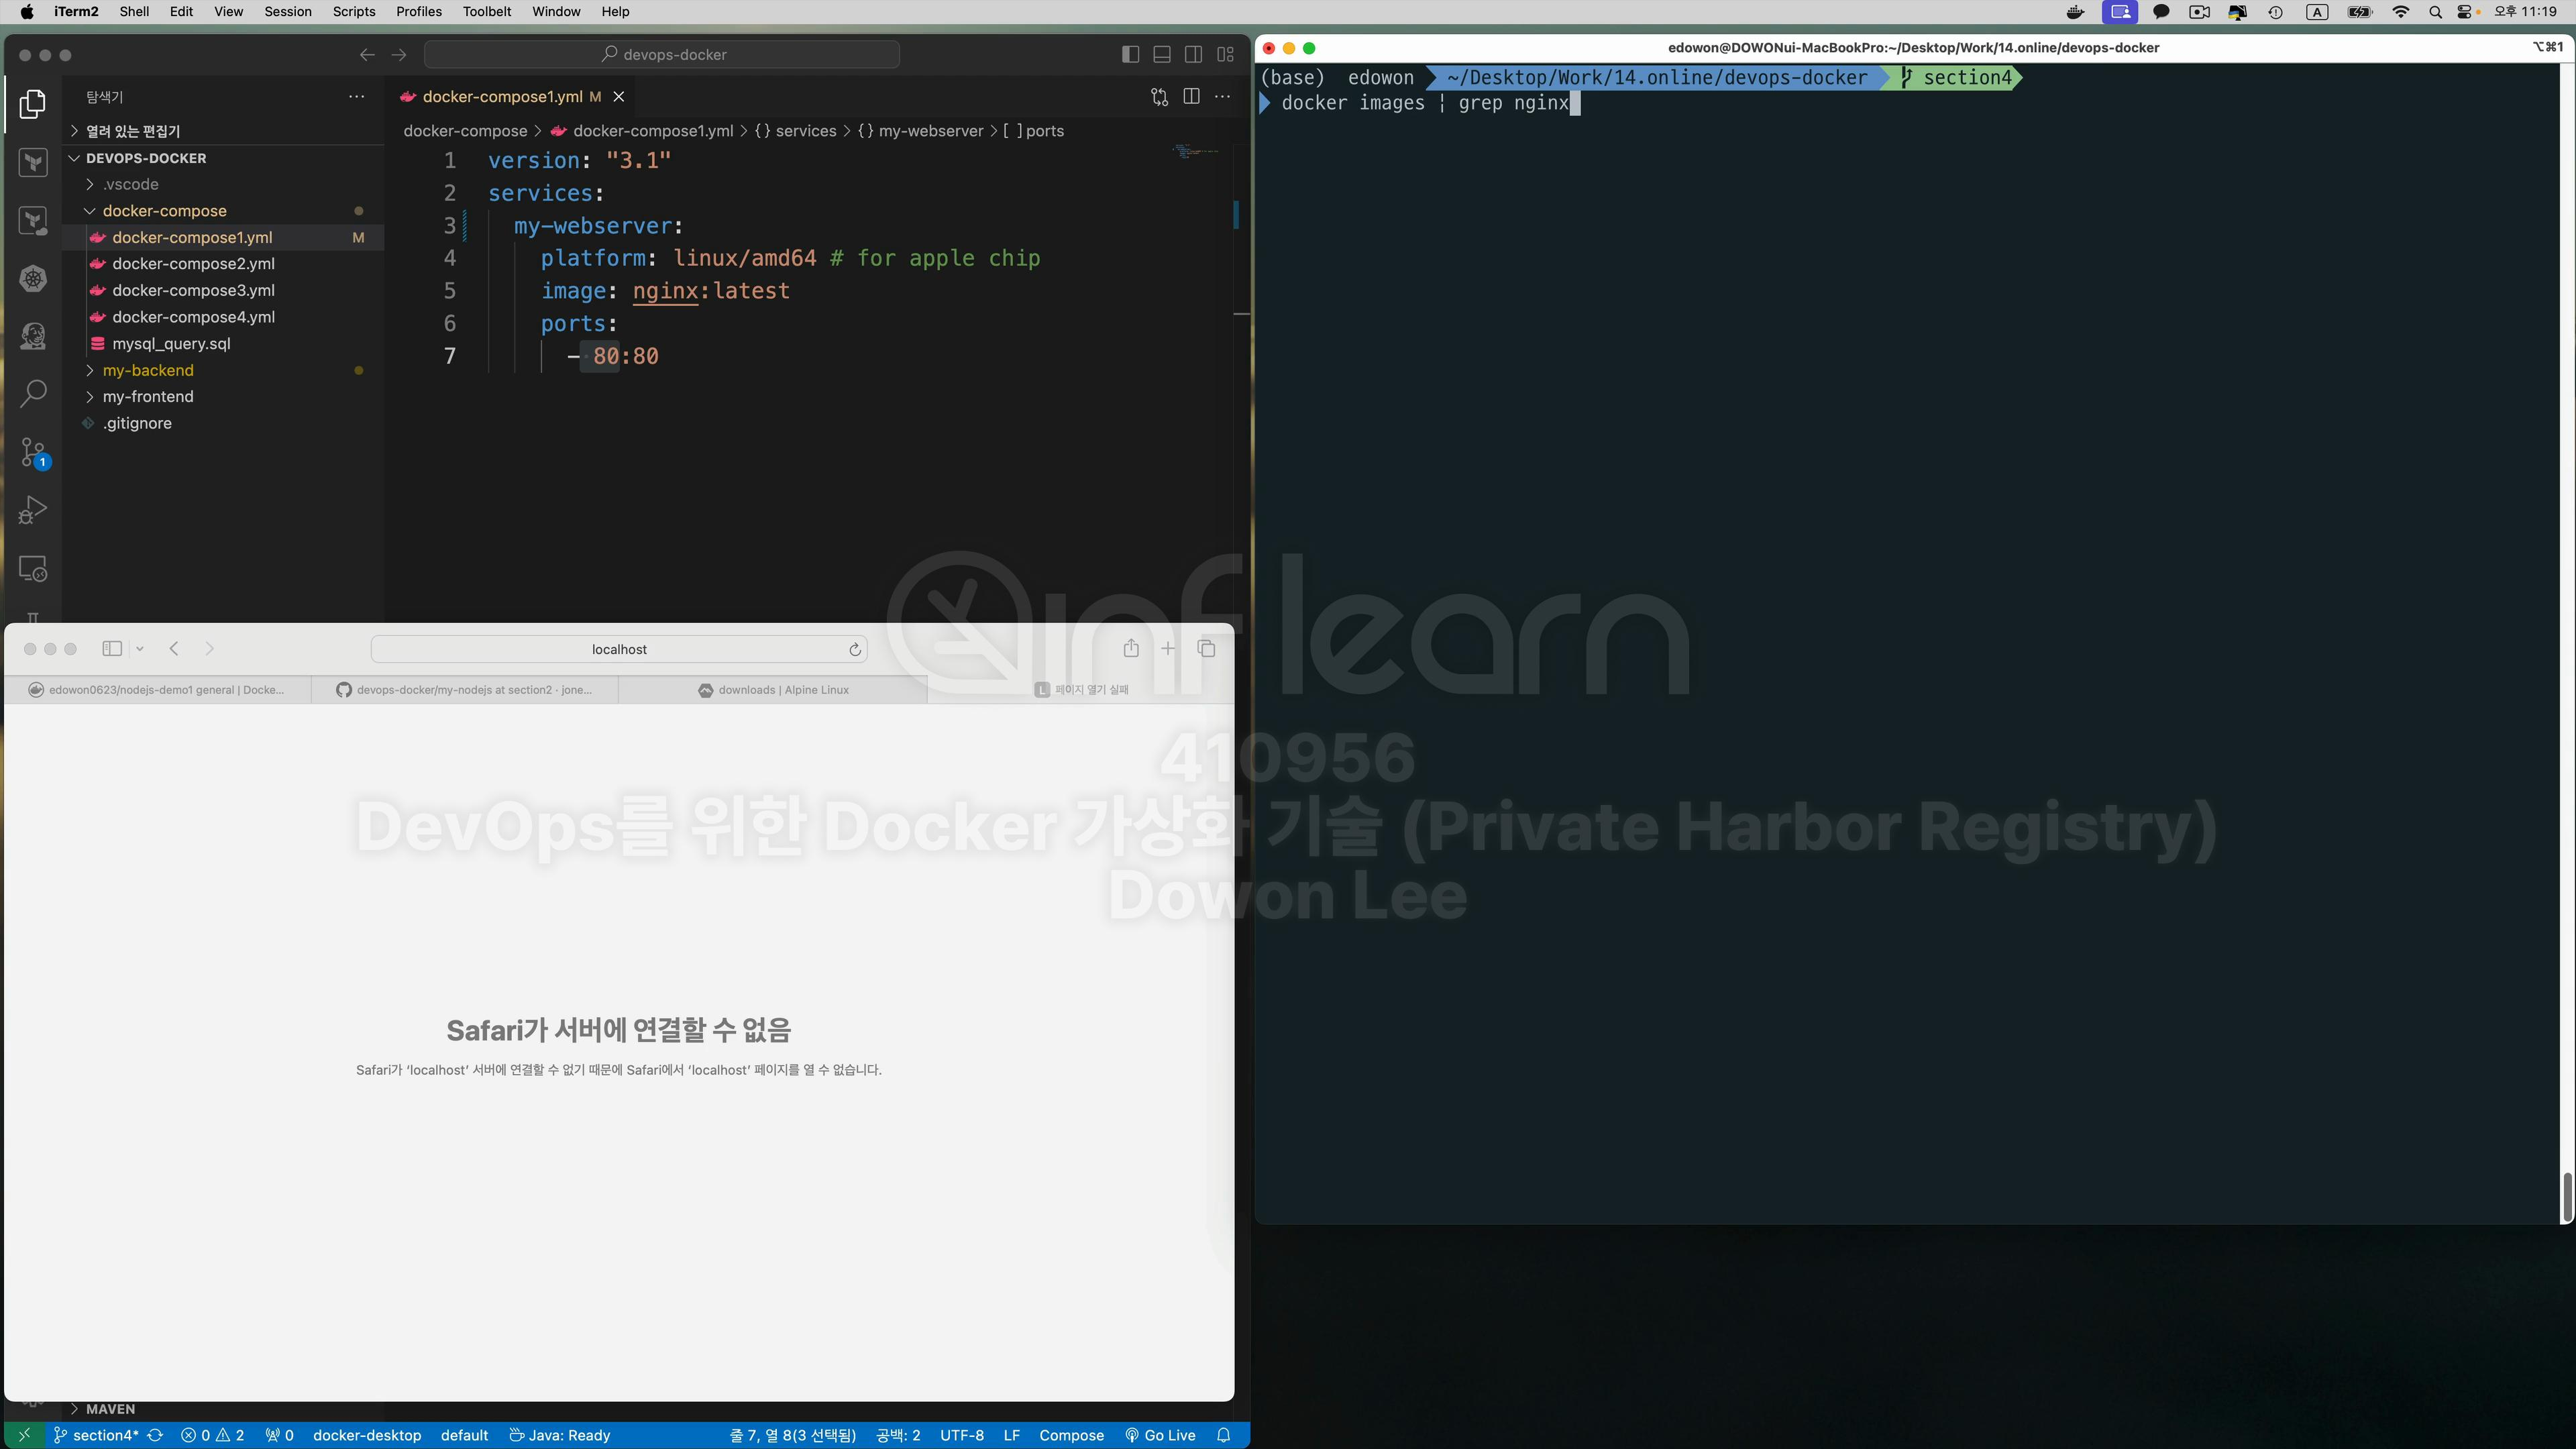 iTerm2 Shell Edit View Session Scripts Profiles Toolbelt Window Help
A 오후 11:19
devops-docker
탐색기
열려 있는 편집기
DEVOPS-DOCKER
.vscode
docker-compose
docker-compose1.yml M
docker-compose2.yml
docker-compose3.yml
docker-compose4.yml
mysql_query.sql
my-backend
my-frontend
.gitignore
1
docker-compose1.yml M
docker-compose > docker-compose1.yml > {} services > {} my-webserver > [ ] ports
1 version: "3.1"
2 services:
3 my-webserver:
4 platform: linux/amd64 # for apple chip
5 image: nginx:latest
6 ports:
7 - 80:80
edowon@DOWONui-MacBookPro:~/Desktop/Work/14.online/devops-docker ⌥⌘1
(base) edowon ~/Desktop/Work/14.online/devops-docker section4
docker images | grep nginx
localhost
edowon0623/nodejs-demo1 general | Docke...
devops-docker/my-nodejs at section2 · jone...
downloads | Alpine Linux
L 페이지 열기 실패
inflearn
410956
DevOps를 위한 Docker 가상화 기술 (Private Harbor Registry)
Dowon Lee
Safari가 서버에 연결할 수 없음
Safari가 ‘localhost’ 서버에 연결할 수 없기 때문에 Safari에서 ‘localhost’ 페이지를 열 수 없습니다.
MAVEN
section4* 0 2 0 docker-desktop default Java: Ready 줄 7, 열 8(3 선택됨) 공백: 2 UTF-8 LF Compose Go Live